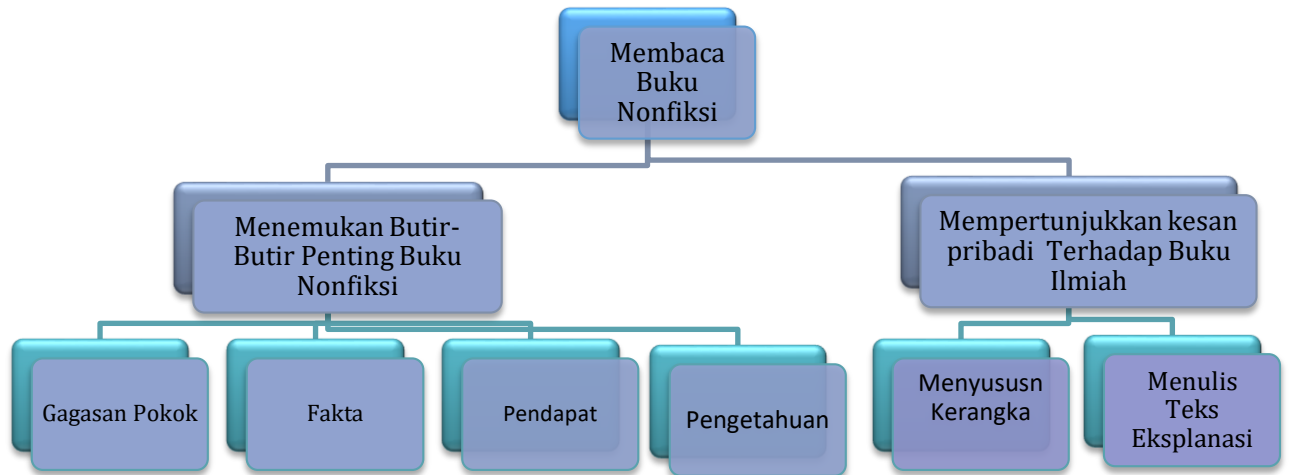 Membaca
Buku
Nonfiksi
Menemukan Butir-
Butir Penting Buku
Nonfiksi
Mempertunjukkan kesan
pribadi Terhadap Buku
Ilmiah
Gagasan Pokok
Fakta
Pendapat
Pengetahuan
Menyususn
Kerangka
Menulis
Teks
Eksplanasi